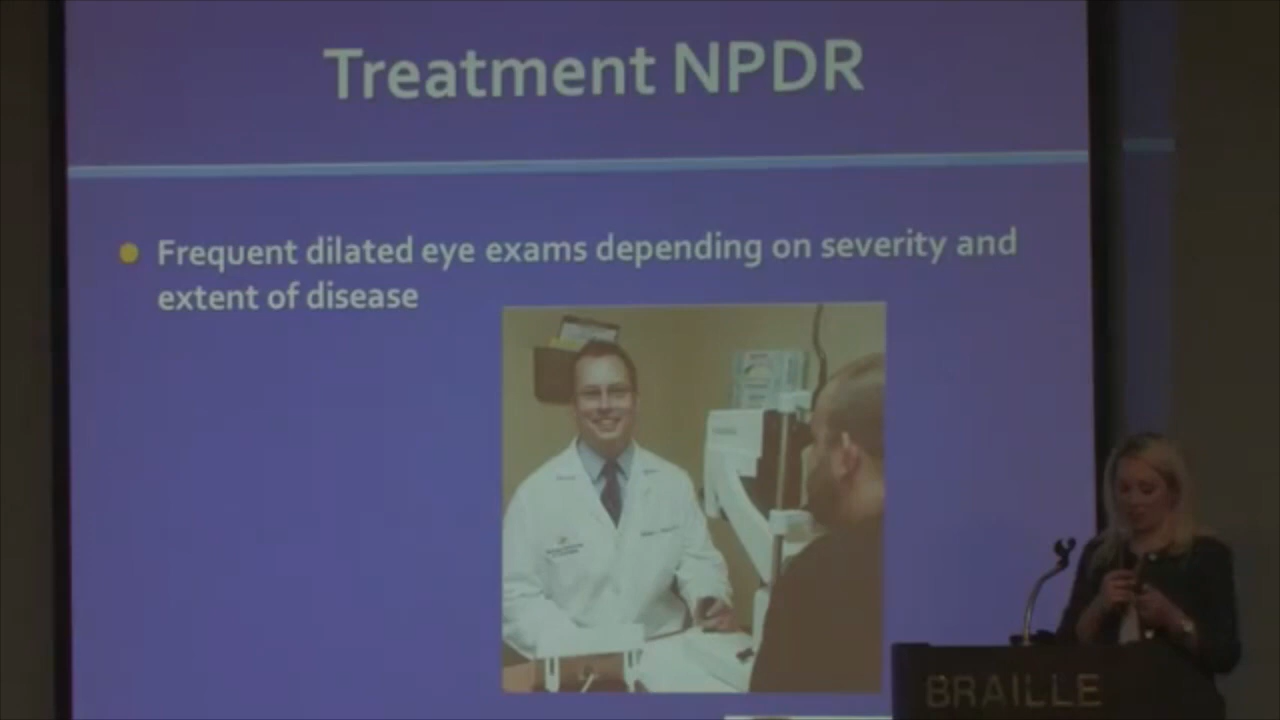 Treatment NPDR
Frequent dilated eye exams depending on severity and
extent of disease
BRAILLE